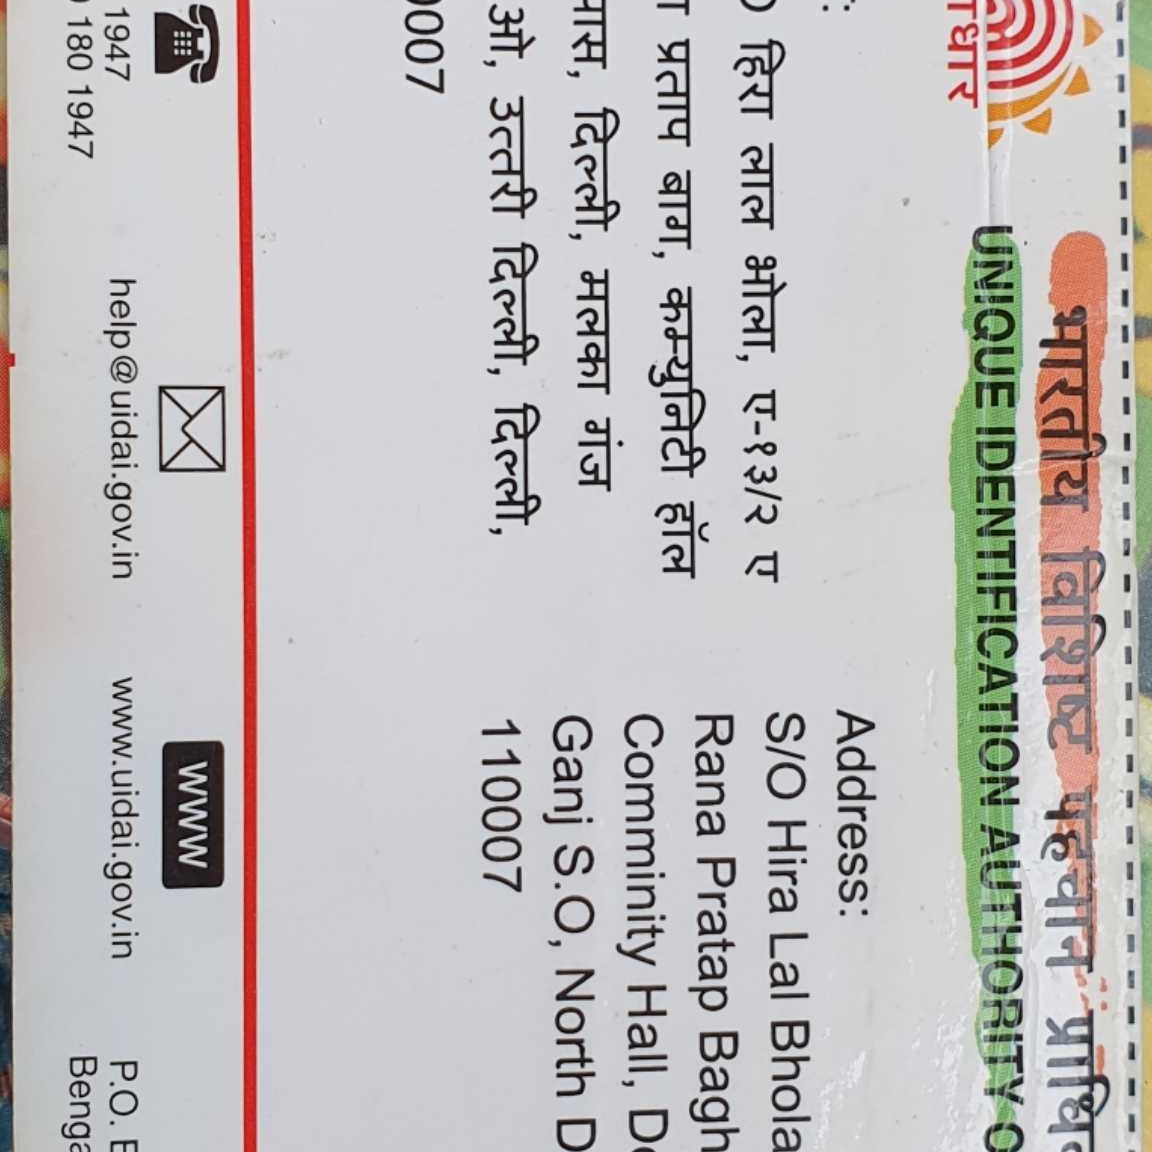 भारतीय विशिष्ट पहचान
UNIQUE IDENTIFICATION AUTHORITY
हिरा लाल भोला, ए-१३/२ ए
प्रताप बाग, कम्युनिटी हॉल
दिल्ली, मलका गंज
उत्तरी दिल्ली, दिल्ली,
Address:
S/O Hira Lal Bhola
Rana Pratap Bagh
Comminity Hall,
Ganj S.O, North
110007
1947
180 1947
help@uidai.gov.in
www
www.uidai.gov.in
P.O.